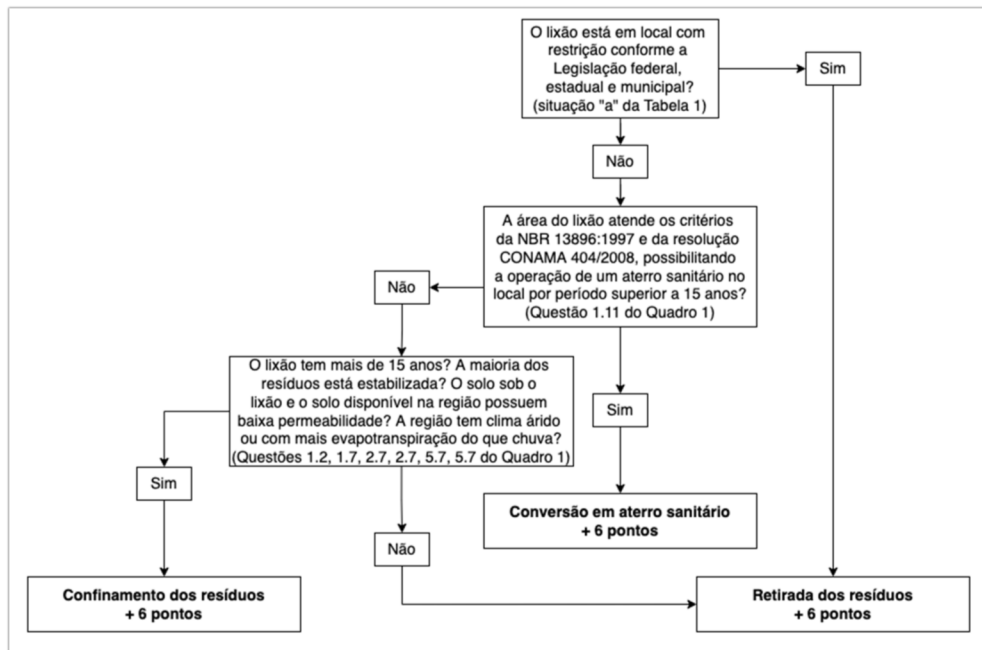 O lixão está em local com
restrição conforme a
Legislação federal,
estadual e municipal?
(situação "a" da Tabela 1)
Sim
Não
A área do lixão atende os critérios
da NBR 13896:1997 e da resolução
CONAMA 404/2008, possibilitando
a operação de um aterro sanitário no
local por período superior a 15 anos?
(Questão 1.11 do Quadro 1)
Não
O lixão tem mais de 15 anos? A maioria dos
resíduos está estabilizada? O solo sob o
lixão e o solo disponível na região possuem
baixa permeabilidade? A região tem clima árido
ou com mais evapotranspiração do que chuva?
(Questões 1.2, 1.7, 2.7, 2.7, 5.7, 5.7 do Quadro 1)
Sim
Sim
Conversão em aterro sanitário
+ 6 pontos
Não
Confinamento dos resíduos
+ 6 pontos
Retirada dos resíduos
+ 6 pontos